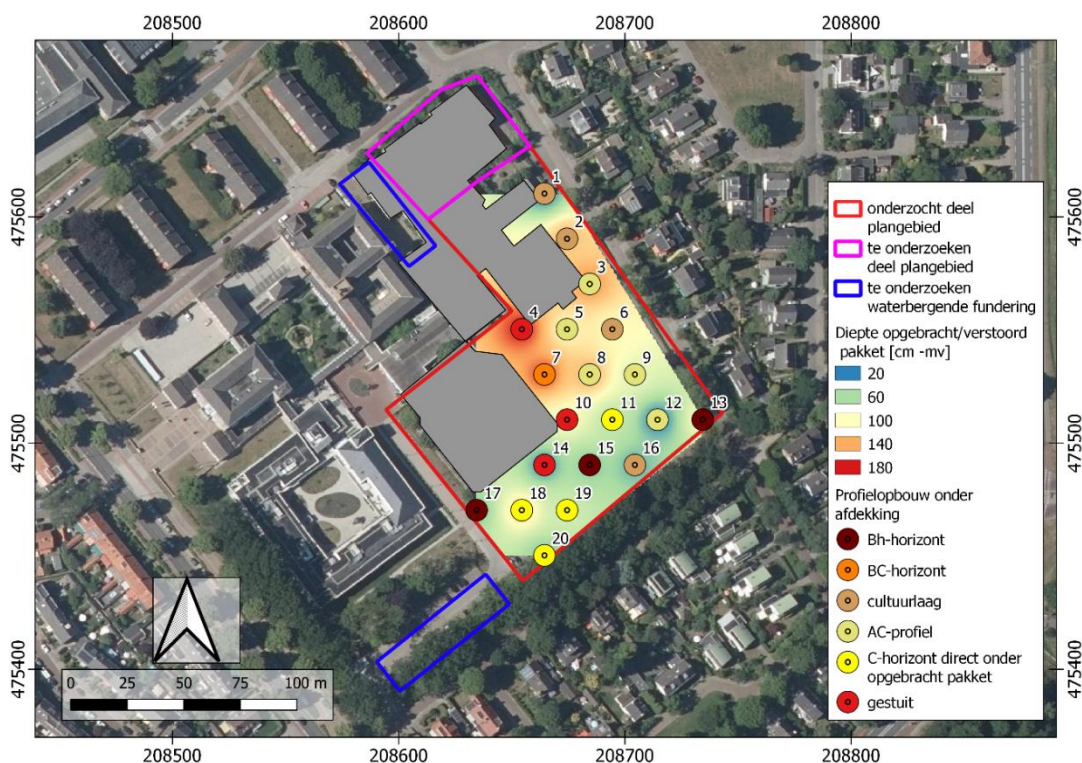 208500 208600 208700 208800
475600
475500
475400
475600
475500
475400
1
2
3
4
5
6
7
8
9
10
11
12
13
14
15
16
17
18
19
20
onderzocht deel
plangebied
te onderzoeken
deel plangebied
te onderzoeken
waterbergende fundering
Diepte opgebracht/verstoord
pakket [cm -mv]
20
60
100
140
180
Profielopbouw onder
afdekking
Bh-horizont
BC-horizont
cultuurlaag
AC-profiel
C-horizont direct onder
opgebracht pakket
gestuit
0 25 50 75 100 m
208500 208600 208700 208800